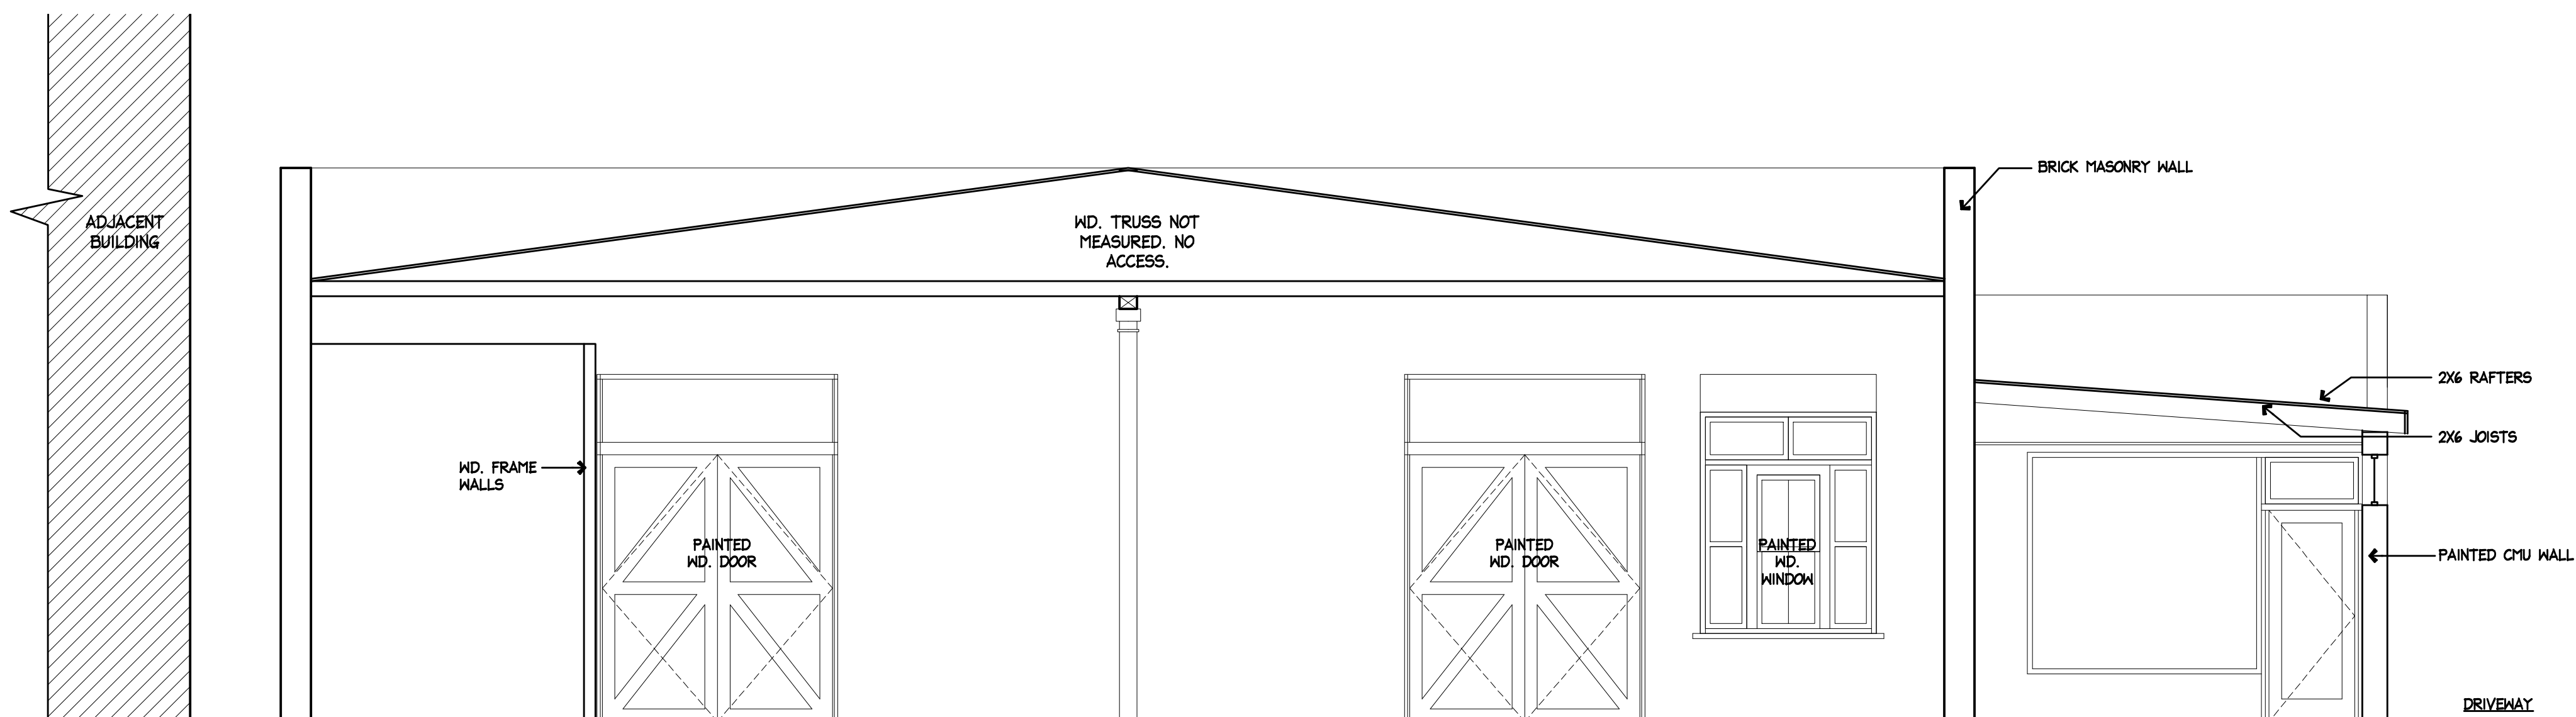 ADJACENT
BUILDING
WD. TRUSS NOT
MEASURED. NO
ACCESS.
BRICK MASONRY WALL
2X6 RAFTERS
2X6 JOISTS
WD. FRAME
WALLS
PAINTED
WD. DOOR
PAINTED
WD. DOOR
PAINTED
WD.
WINDOW
PAINTED CMU WALL
DRIVEWAY